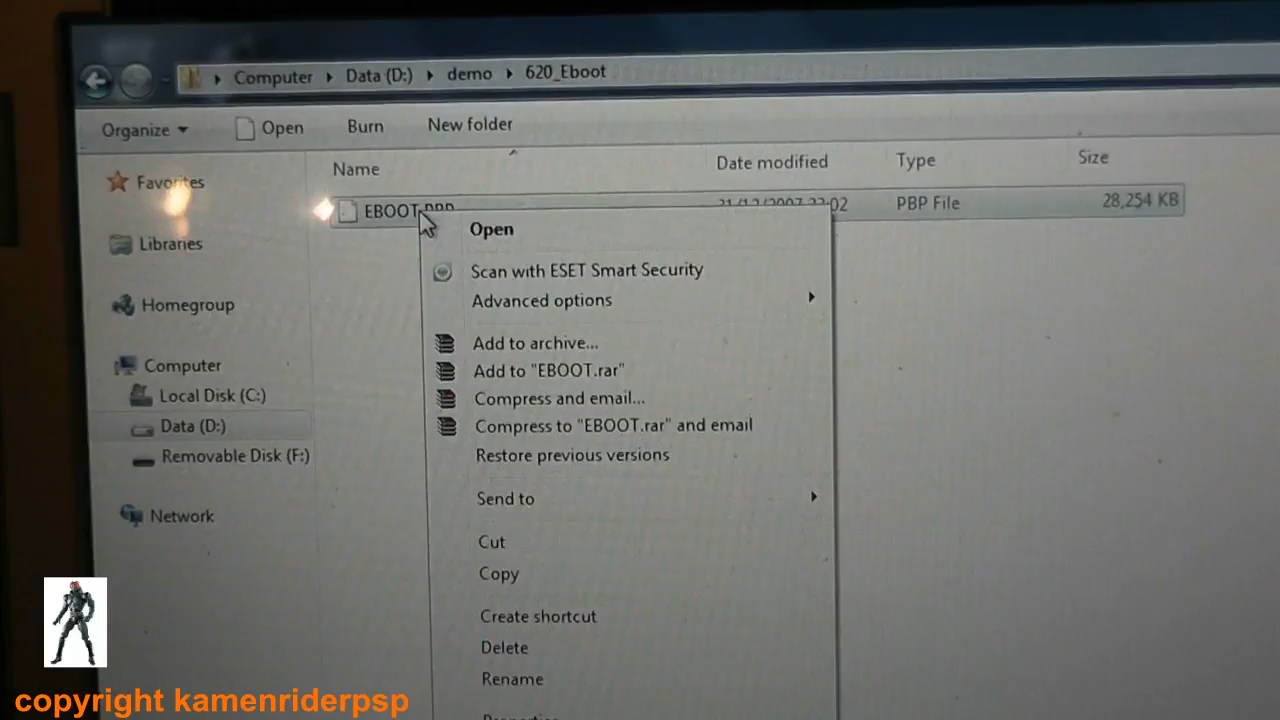 Computer Data (D:) demo 620_Eboot
Organize Open Burn New folder
Favorites
Libraries
Homegroup
Computer
Local Disk (C:)
Data (D:)
Removable Disk (F:)
Network
Name Date modified Type Size
EBOOT.PBP PBP File 28,254 KB
Open
Scan with ESET Smart Security
Advanced options
Add to archive...
Add to "EBOOT.rar"
Compress and email...
Compress to "EBOOT.rar" and email
Restore previous versions
Send to
Cut
Copy
Create shortcut
Delete
Rename
copyright kamenriderpsp